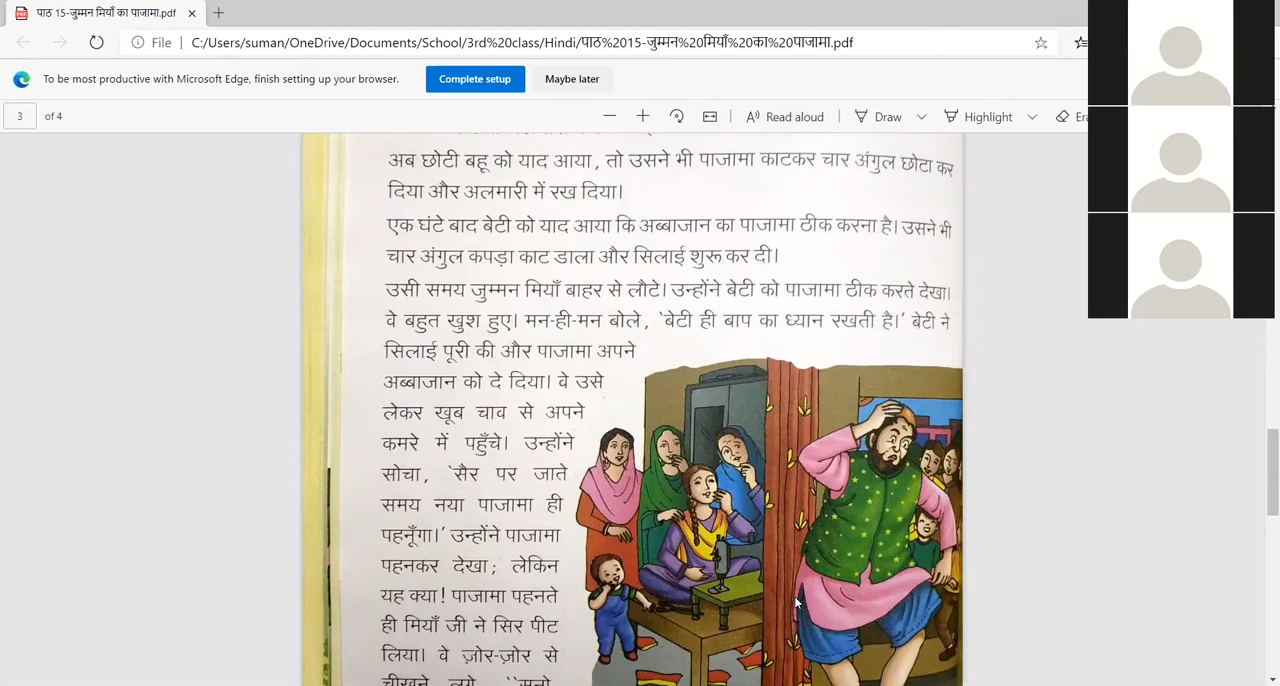 पाठ 15-जुम्मन मियाँ का पाजामा.pdf
File | C:/Users/suman/OneDrive/Documents/School/3rd%20class/Hindi/पाठ%2015-जुम्मन%20मियाँ%20का%20पाजामा.pdf
To be most productive with Microsoft Edge, finish setting up your browser. Complete setup Maybe later
3 of 4 Read aloud Draw Highlight
अब छोटी बहू को याद आया, तो उसने भी पाजामा काटकर चार अंगुल छोटा कर
दिया और अलमारी में रख दिया।
एक घंटे बाद बेटी को याद आया कि अब्बाजान का पाजामा ठीक करना है। उसने भी
चार अंगुल कपड़ा काट डाला और सिलाई शुरू कर दी।
उसी समय जुम्मन मियाँ बाहर से लौटे। उन्होंने बेटी को पाजामा ठीक करते देखा।
वे बहुत खुश हुए। मन-ही-मन बोले, 'बेटी ही बाप का ध्यान रखती है।' बेटी ने
सिलाई पूरी की और पाजामा अपने
अब्बाजान को दे दिया। वे उसे
लेकर खूब चाव से अपने
कमरे में पहुँचे। उन्होंने
सोचा, 'सैर पर जाते
समय नया पाजामा ही
पहनूँगा।' उन्होंने पाजामा
पहनकर देखा; लेकिन
यह क्या! पाजामा पहनते
ही मियाँ जी ने सिर पीट
लिया। वे ज़ोर-ज़ोर से
चीखने लगे, "सुनो